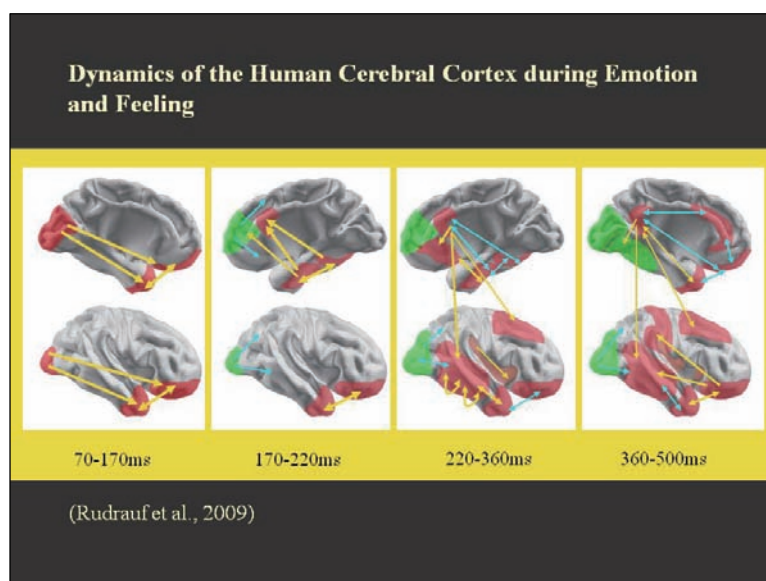 Dynamics of the Human Cerebral Cortex during Emotion
and Feeling
70-170ms
170-220ms
220-360ms
360-500ms
(Rudrauf et al., 2009)